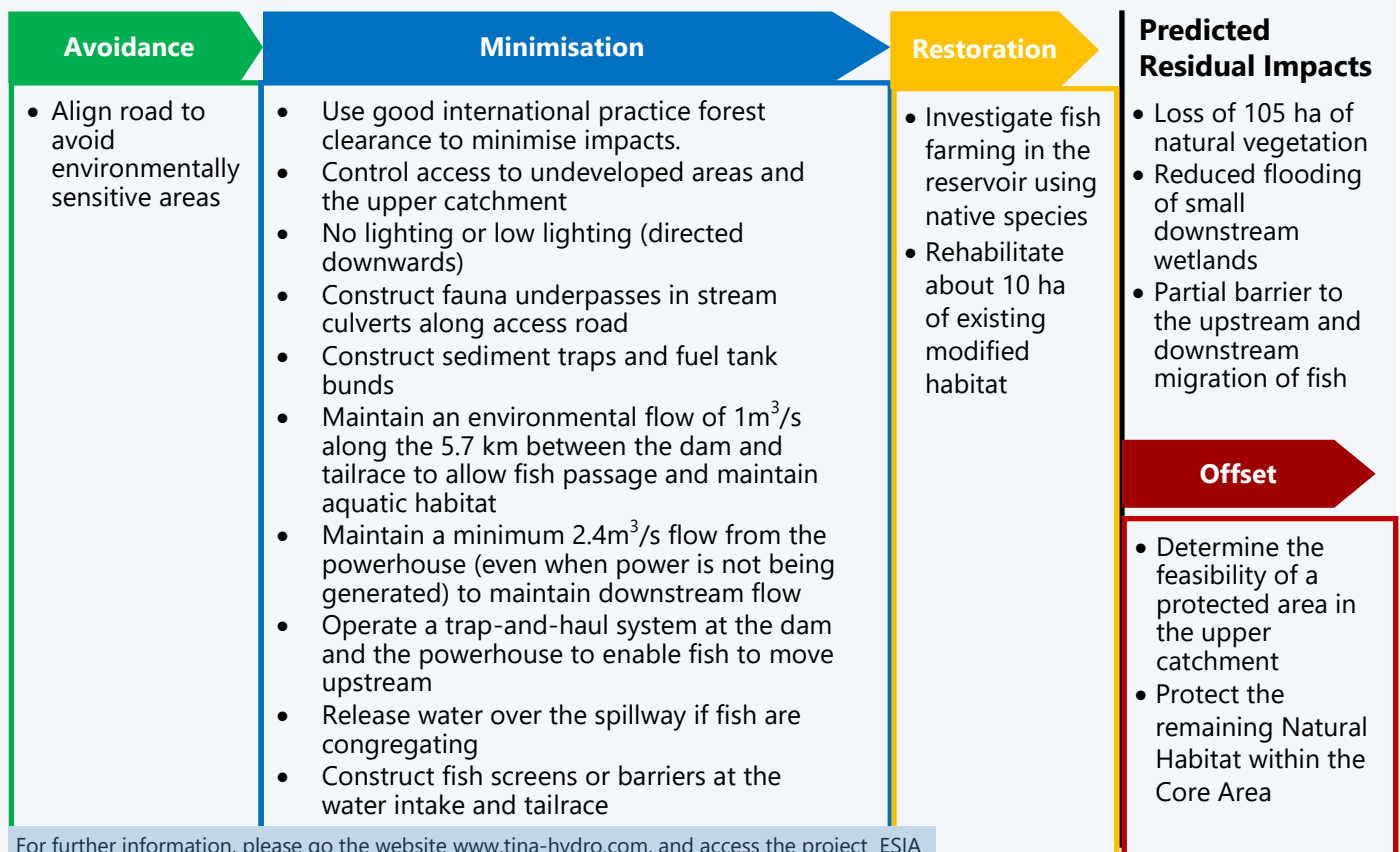 Avoidance
• Align road to
avoid
environmentally
sensitive areas
Minimisation
• Use good international practice forest
clearance to minimise impacts.
• Control access to undeveloped areas and
the upper catchment
• No lighting or low lighting (directed
downwards)
• Construct fauna underpasses in stream
culverts along access road
• Construct sediment traps and fuel tank
bunds
• Maintain an environmental flow of 1m³/s
along the 5.7 km between the dam and
tailrace to allow fish passage and maintain
aquatic habitat
• Maintain a minimum 2.4m³/s flow from the
powerhouse (even when power is not being
generated) to maintain downstream flow
• Operate a trap-and-haul system at the dam
and the powerhouse to enable fish to move
upstream
• Release water over the spillway if fish are
congregating
• Construct fish screens or barriers at the
water intake and tailrace
Restoration
• Investigate fish
farming in the
reservoir using
native species
• Rehabilitate
about 10 ha
of existing
modified
habitat
Predicted
Residual Impacts
• Loss of 105 ha of
natural vegetation
• Reduced flooding
of small
downstream
wetlands
• Partial barrier to
the upstream and
downstream
migration of fish
Offset
• Determine the
feasibility of a
protected area in
the upper
catchment
• Protect the
remaining Natural
Habitat within the
Core Area
For further information, please go the website www.tina-hydro.com, and access the project ESIA